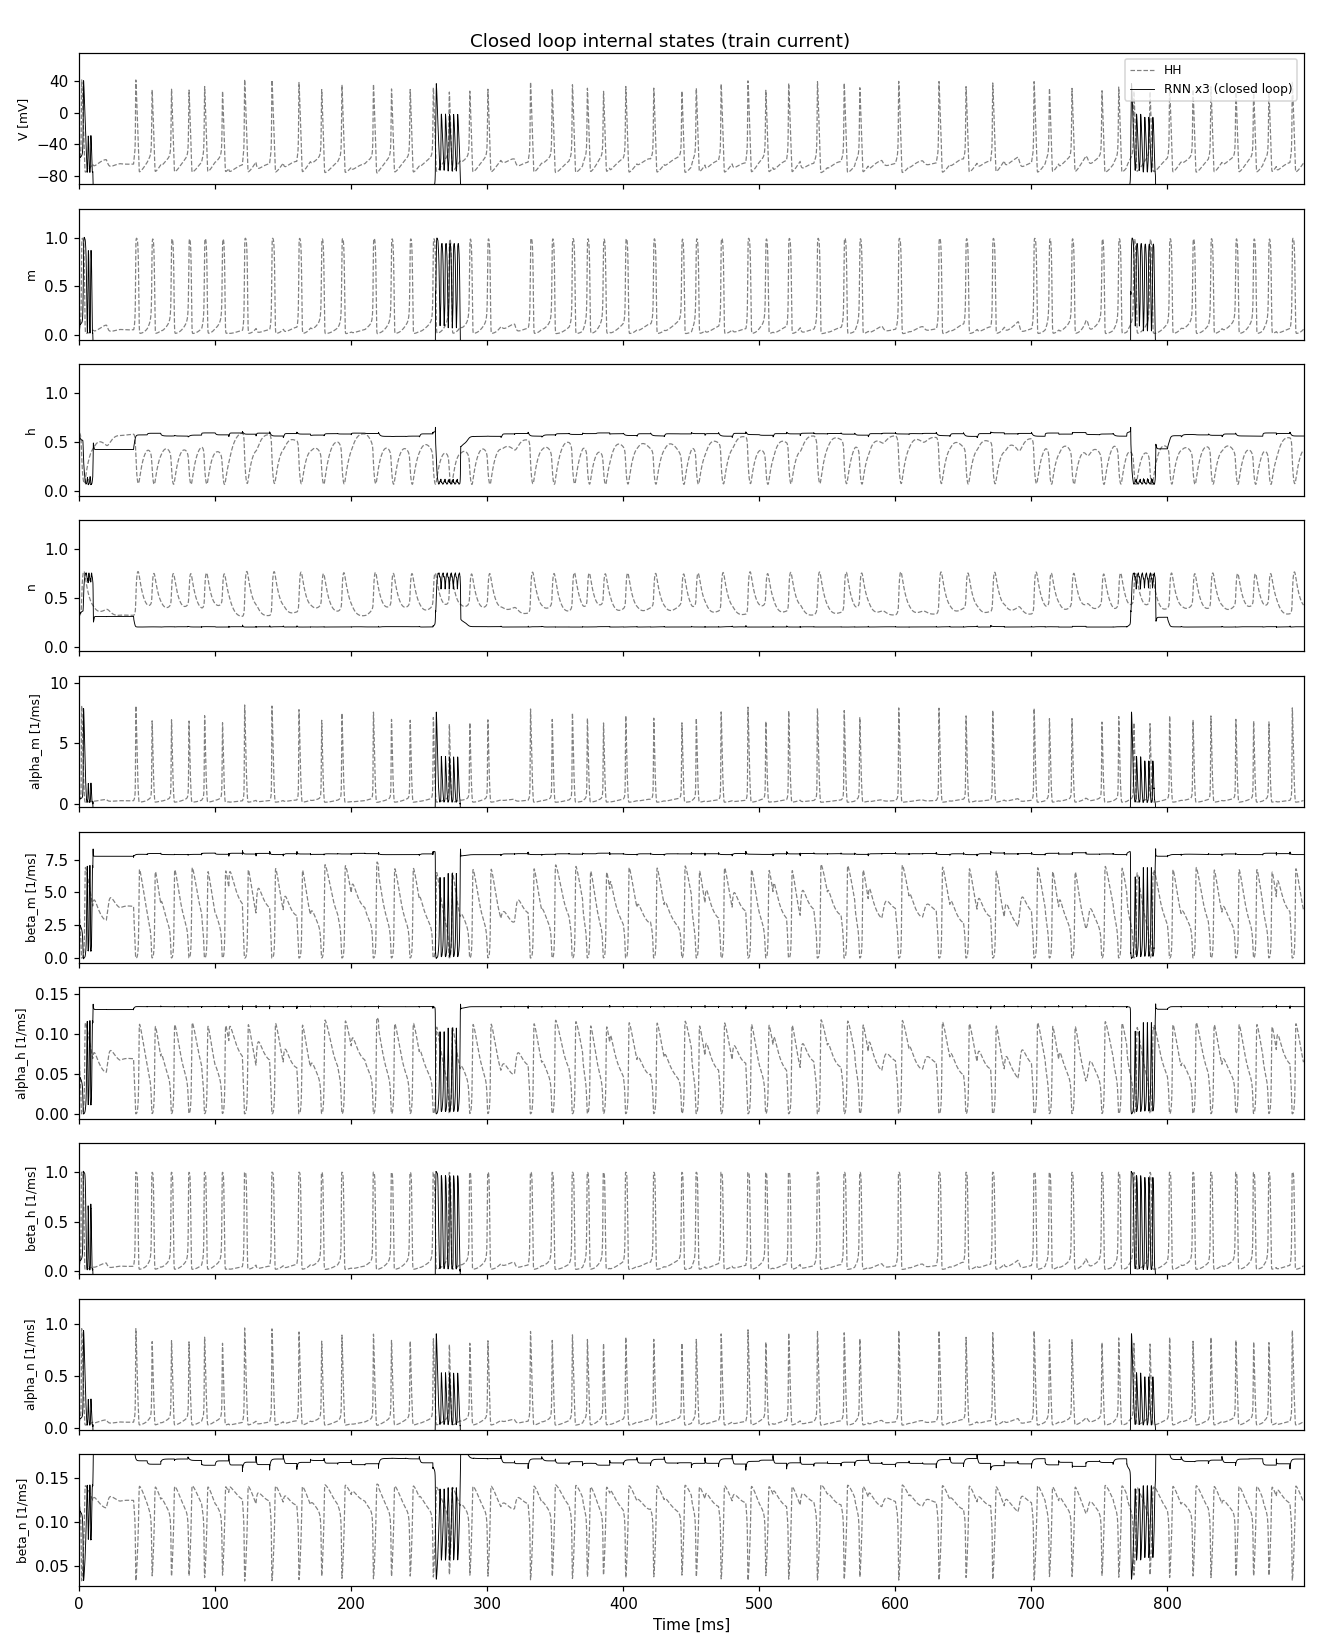 Closed loop internal states (train current)
HH
RNN x3 (closed loop)
V [mV]
40
0
−40
−80
m
1.0
0.5
0.0
h
1.0
0.5
0.0
n
1.0
0.5
0.0
alpha_m [1/ms]
10
5
0
beta_m [1/ms]
7.5
5.0
2.5
0.0
alpha_h [1/ms]
0.15
0.10
0.05
0.00
beta_h [1/ms]
1.0
0.5
0.0
alpha_n [1/ms]
1.0
0.5
0.0
beta_n [1/ms]
0.15
0.10
0.05
0 100 200 300 400 500 600 700 800
Time [ms]